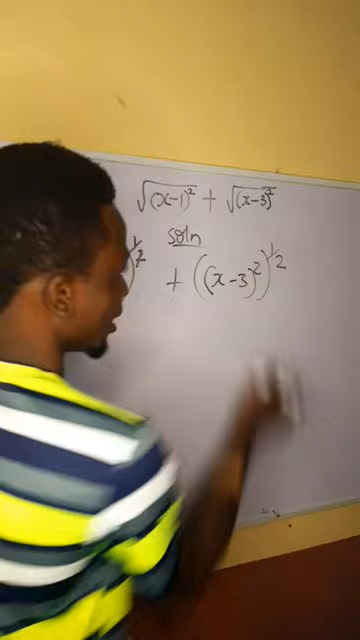 √(x-1)² + √(x-3)²
soln
)^½ + ((x-3)²)^½